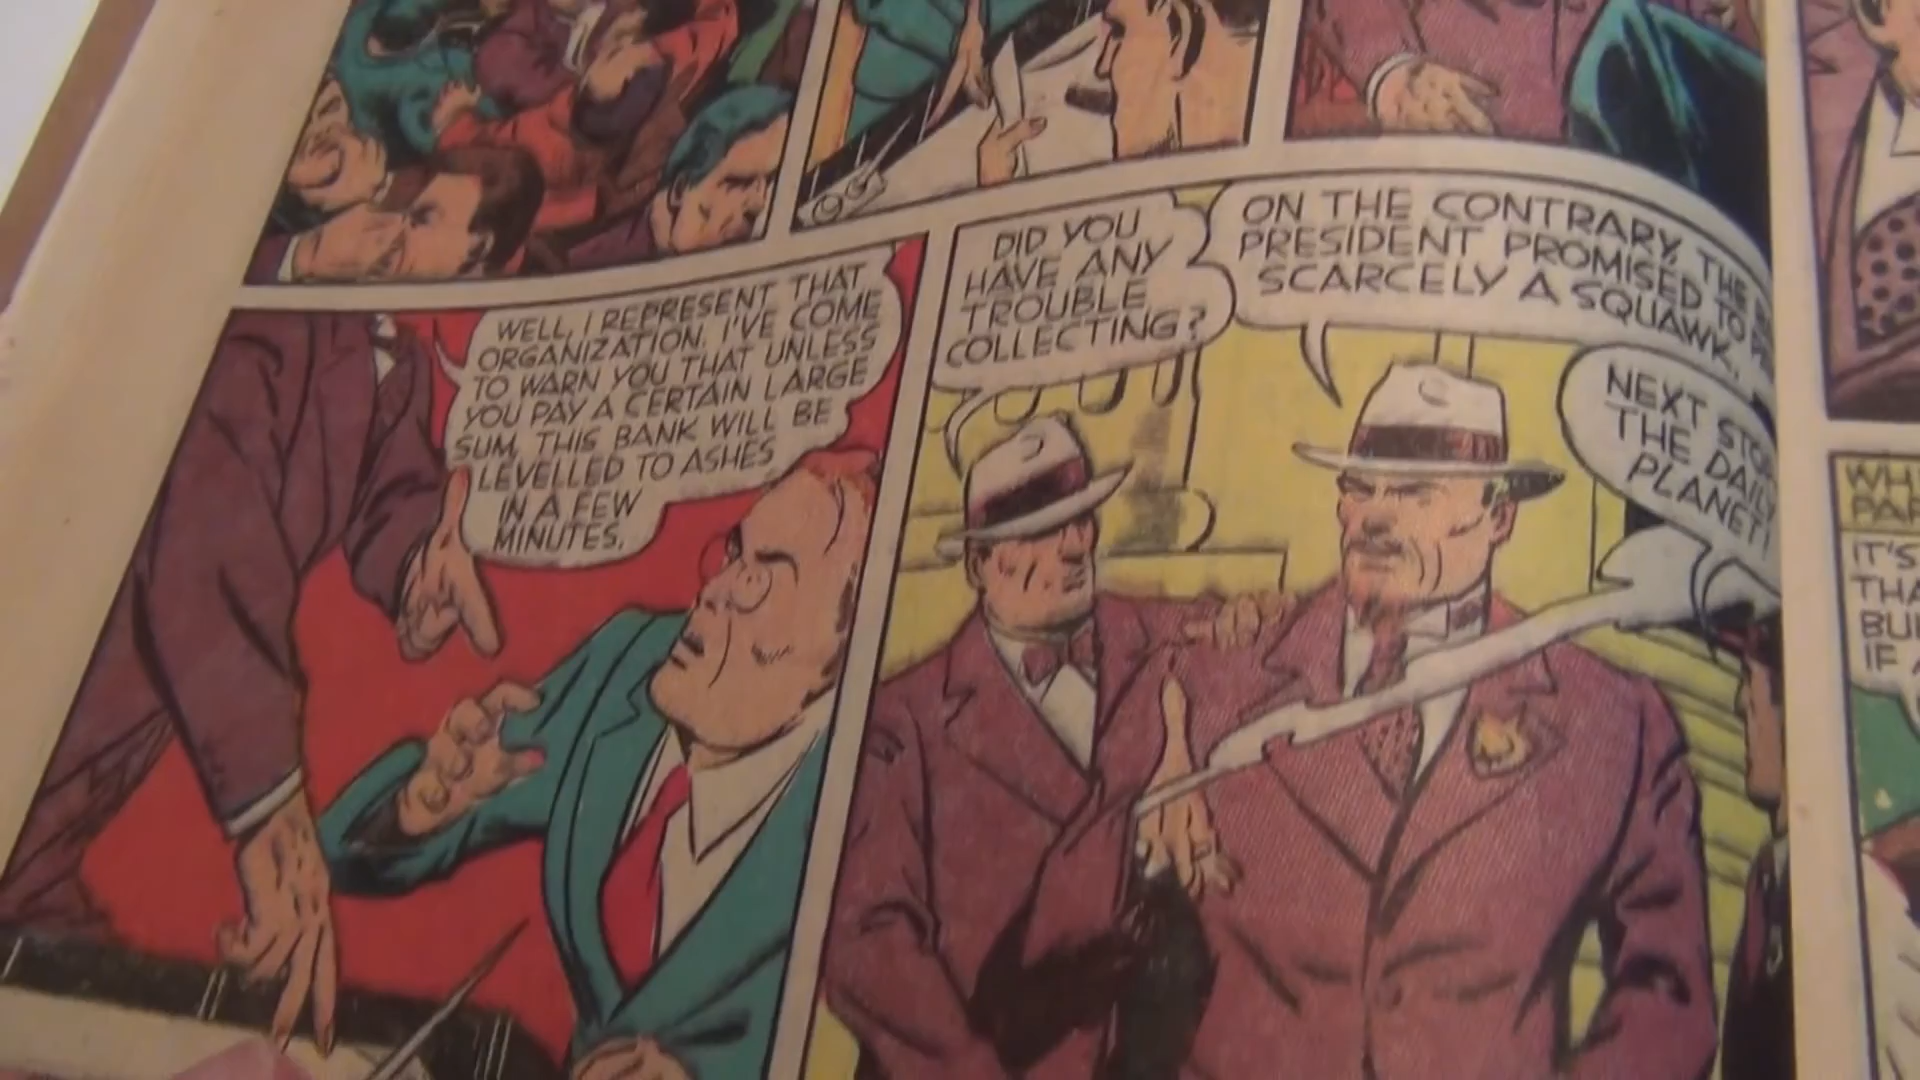 WELL, I REPRESENT THAT
ORGANIZATION. I'VE COME
TO WARN YOU THAT UNLESS
YOU PAY A CERTAIN LARGE
SUM, THIS BANK WILL BE
LEVELLED TO ASHES
IN A FEW
MINUTES.
DID YOU
HAVE ANY
TROUBLE
COLLECTING?
ON THE CONTRARY, THE
PRESIDENT PROMISED TO
SCARCELY A SQUAWK.
NEXT STOP
THE DAILY
PLANET!
IT'S
THA
BU
IF A